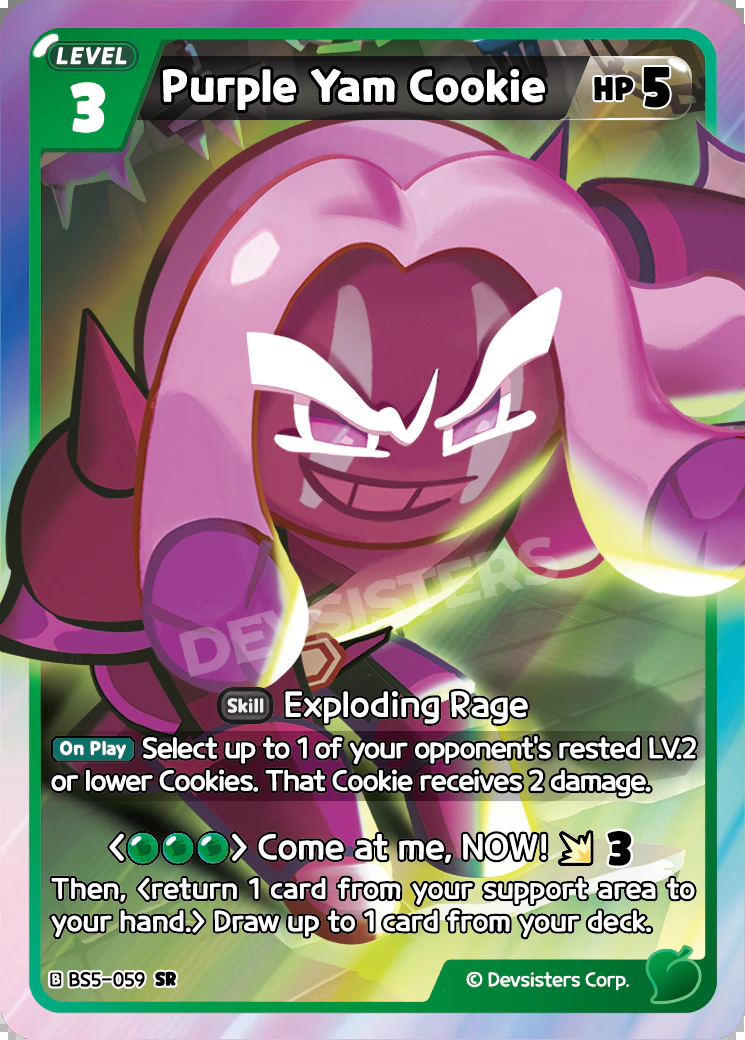 LEVEL
3
Purple Yam Cookie
HP 5
DEVSISTERS
Skill Exploding Rage
On Play Select up to 1 of your opponent's rested LV.2
or lower Cookies. That Cookie receives 2 damage.
< > Come at me, NOW! 3
Then, <return 1 card from your support area to
your hand.> Draw up to 1 card from your deck.
B BS5-059 SR
© Devsisters Corp.